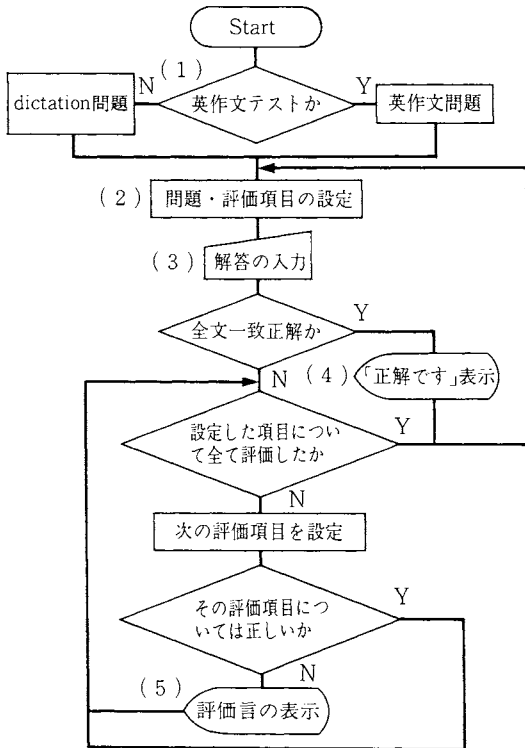 Start
(1)
N
Y
英作文テストか
dictation問題
英作文問題
(2)
問題・評価項目の設定
(3)
解答の入力
全文一致正解か
Y
N
(4)
「正解です」表示
設定した項目につい
て全て評価したか
Y
N
次の評価項目を設定
その評価項目につ
いては正しいか
Y
N
(5)
評価言の表示